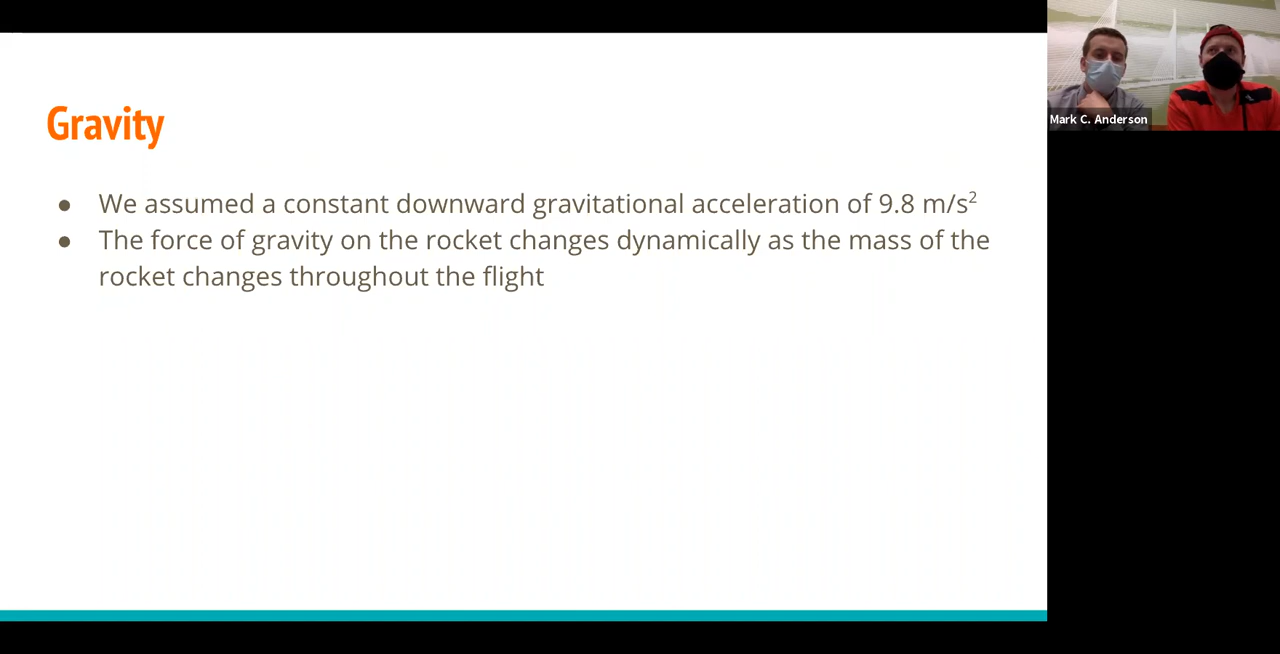 Gravity
● We assumed a constant downward gravitational acceleration of 9.8 m/s²
● The force of gravity on the rocket changes dynamically as the mass of the
rocket changes throughout the flight
Mark C. Anderson